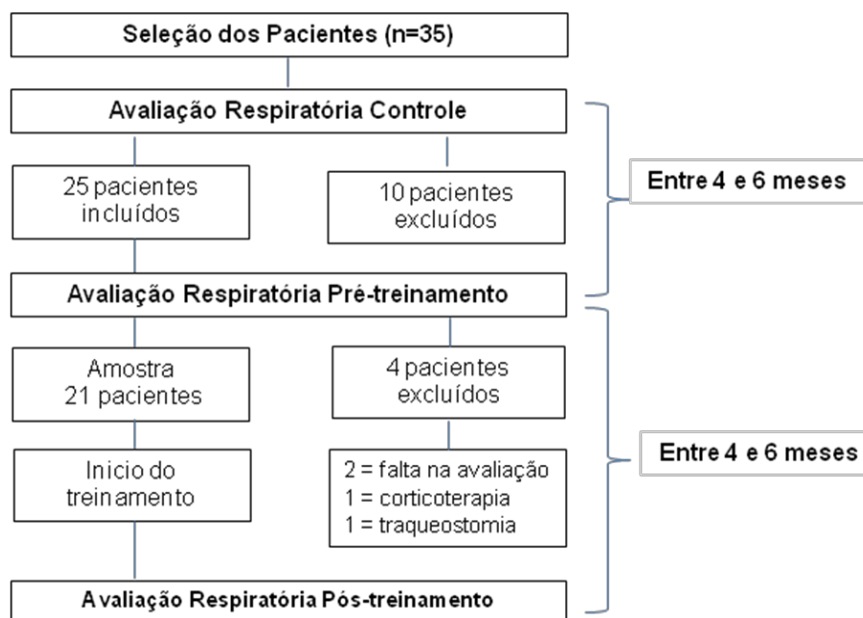 Seleção dos Pacientes (n=35)
Avaliação Respiratória Controle
25 pacientes
incluídos
10 pacientes
excluídos
Entre 4 e 6 meses
Avaliação Respiratória Pré-treinamento
Amostra
21 pacientes
4 pacientes
excluídos
Inicio do
treinamento
2 = falta na avaliação
1 = corticoterapia
1 = traqueostomia
Entre 4 e 6 meses
Avaliação Respiratória Pós-treinamento